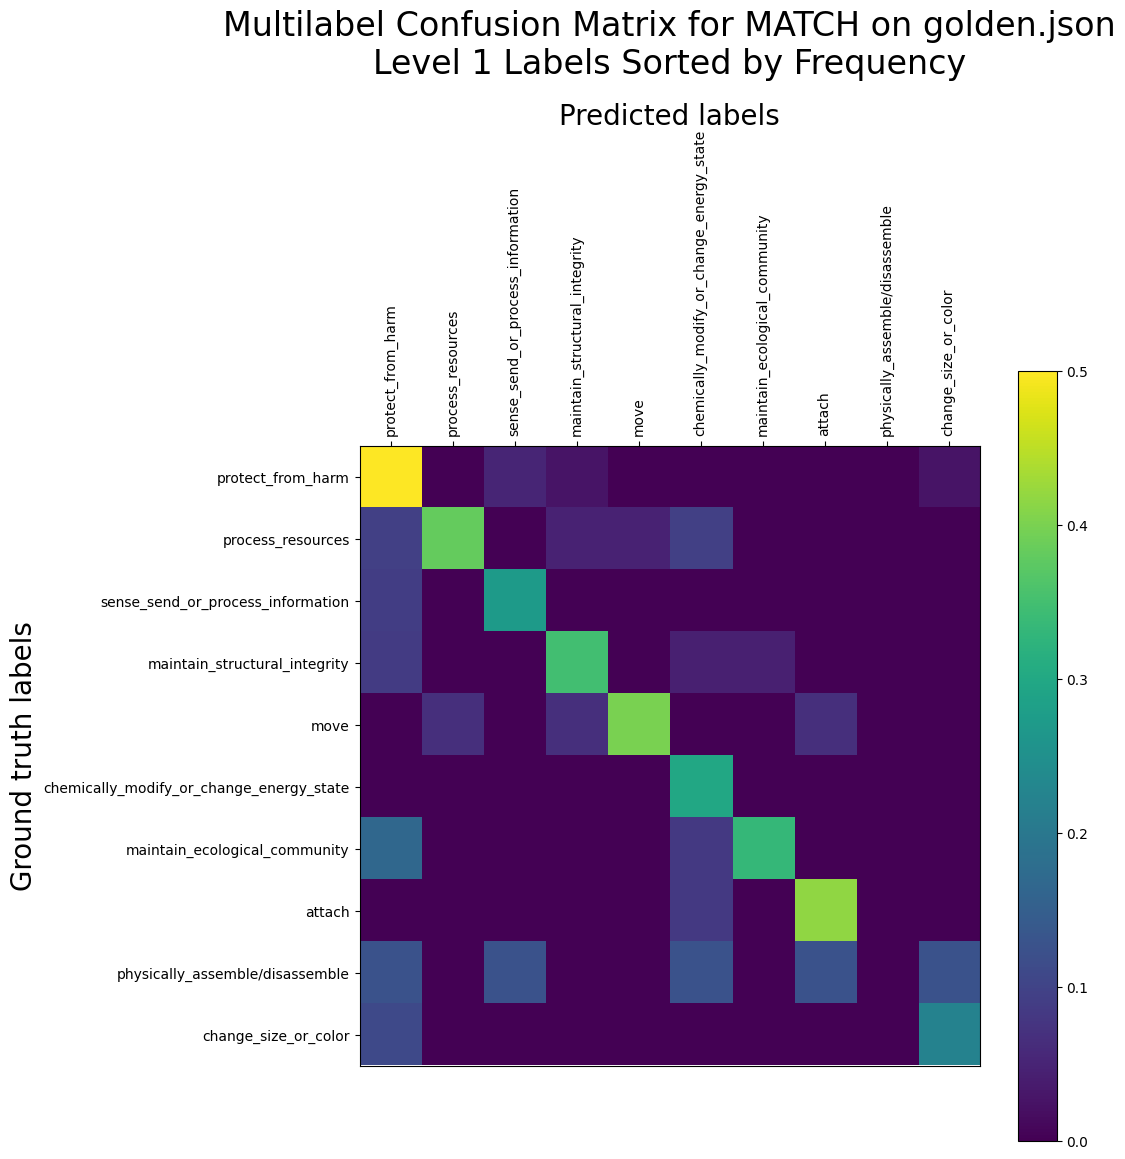 Multilabel Confusion Matrix for MATCH on golden.json
Level 1 Labels Sorted by Frequency
Predicted labels
protect_from_harm
process_resources
sense_send_or_process_information
maintain_structural_integrity
move
chemically_modify_or_change_energy_state
maintain_ecological_community
attach
physically_assemble/disassemble
change_size_or_color
Ground truth labels
protect_from_harm
process_resources
sense_send_or_process_information
maintain_structural_integrity
move
chemically_modify_or_change_energy_state
maintain_ecological_community
attach
physically_assemble/disassemble
change_size_or_color
0.5
0.4
0.3
0.2
0.1
0.0